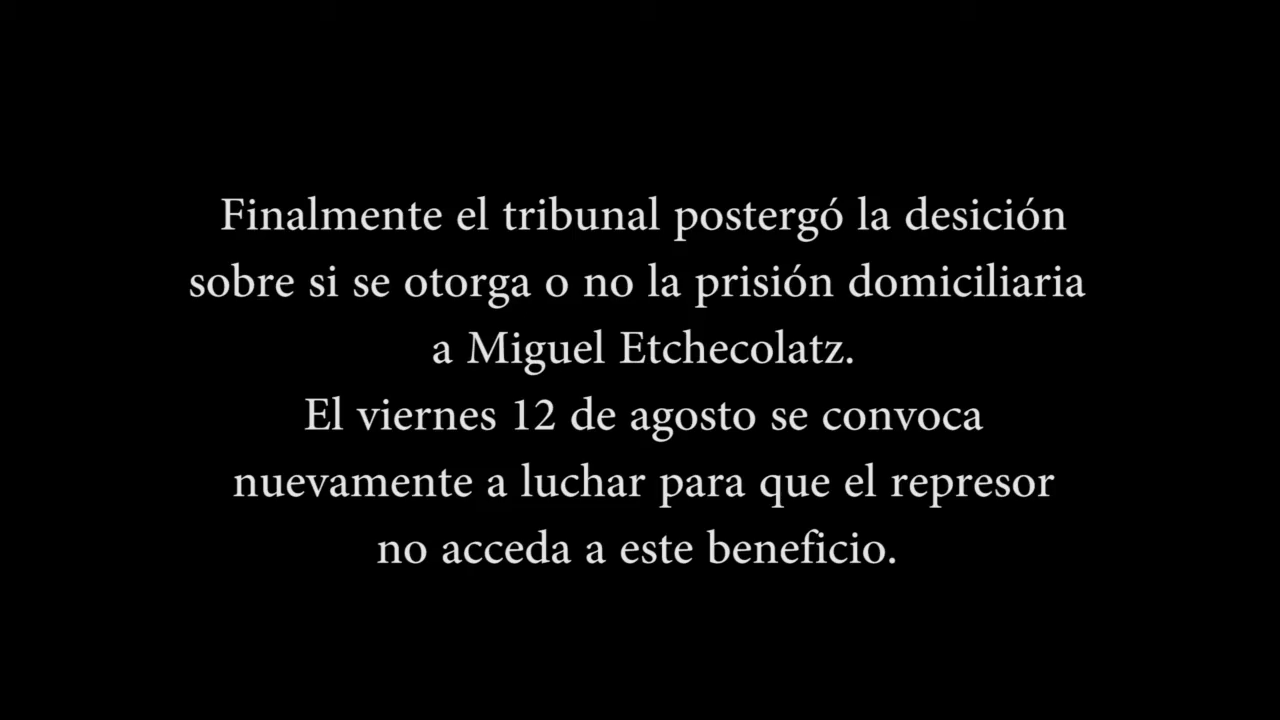 Finalmente el tribunal postergó la desición
sobre si se otorga o no la prisión domiciliaria
a Miguel Etchecolatz.
El viernes 12 de agosto se convoca
nuevamente a luchar para que el represor
no acceda a este beneficio.